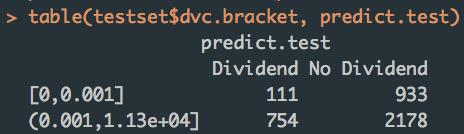 > table(testset$dvc.bracket, predict.test)
predict.test
Dividend No Dividend
[0,0.001] 111 933
(0.001,1.13e+04] 754 2178